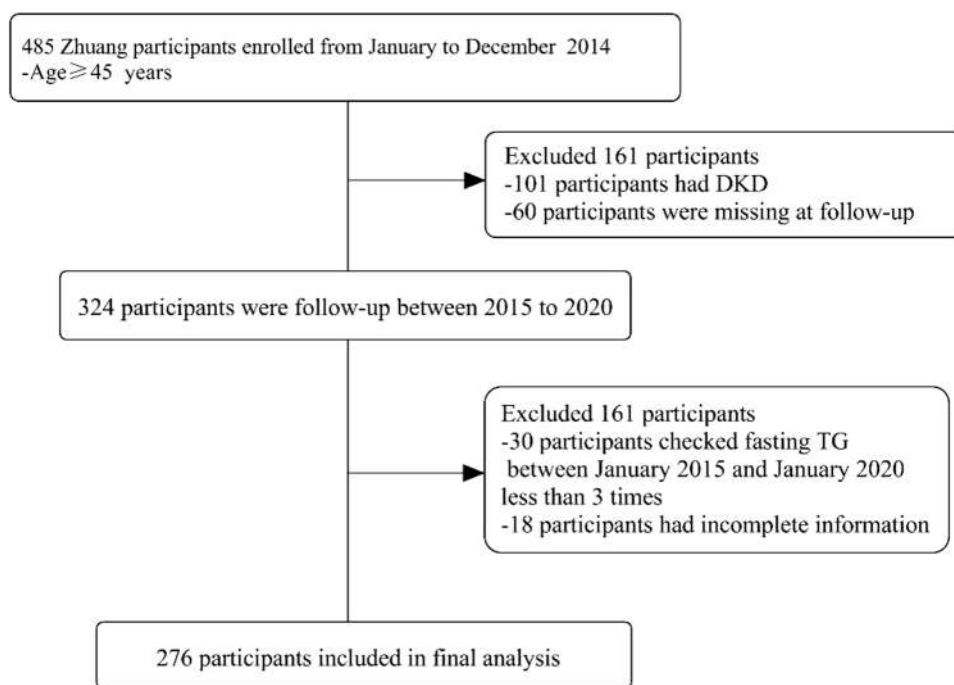 485 Zhuang participants enrolled from January to December 2014
-Age≥45 years
Excluded 161 participants
-101 participants had DKD
-60 participants were missing at follow-up
324 participants were follow-up between 2015 to 2020
Excluded 161 participants
-30 participants checked fasting TG
between January 2015 and January 2020
less than 3 times
-18 participants had incomplete information
276 participants included in final analysis